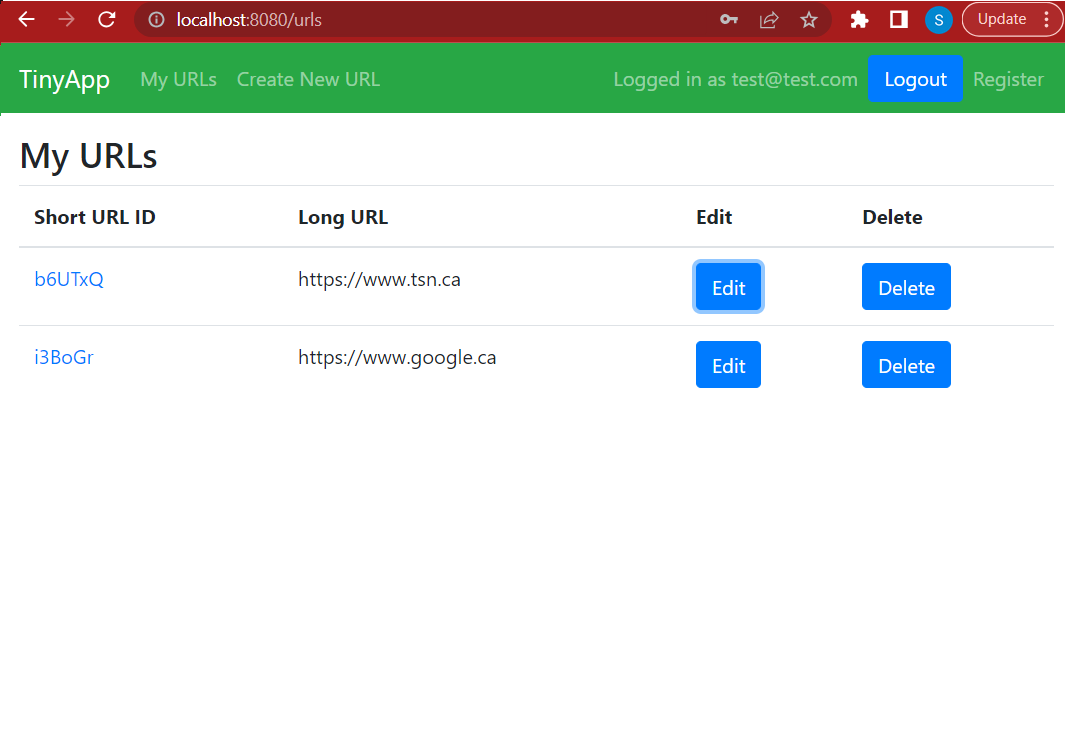 localhost:8080/urls S Update
TinyApp My URLs Create New URL Logged in as test@test.com Logout Register
My URLs
Short URL ID Long URL Edit Delete
b6UTxQ https://www.tsn.ca Edit Delete
i3BoGr https://www.google.ca Edit Delete